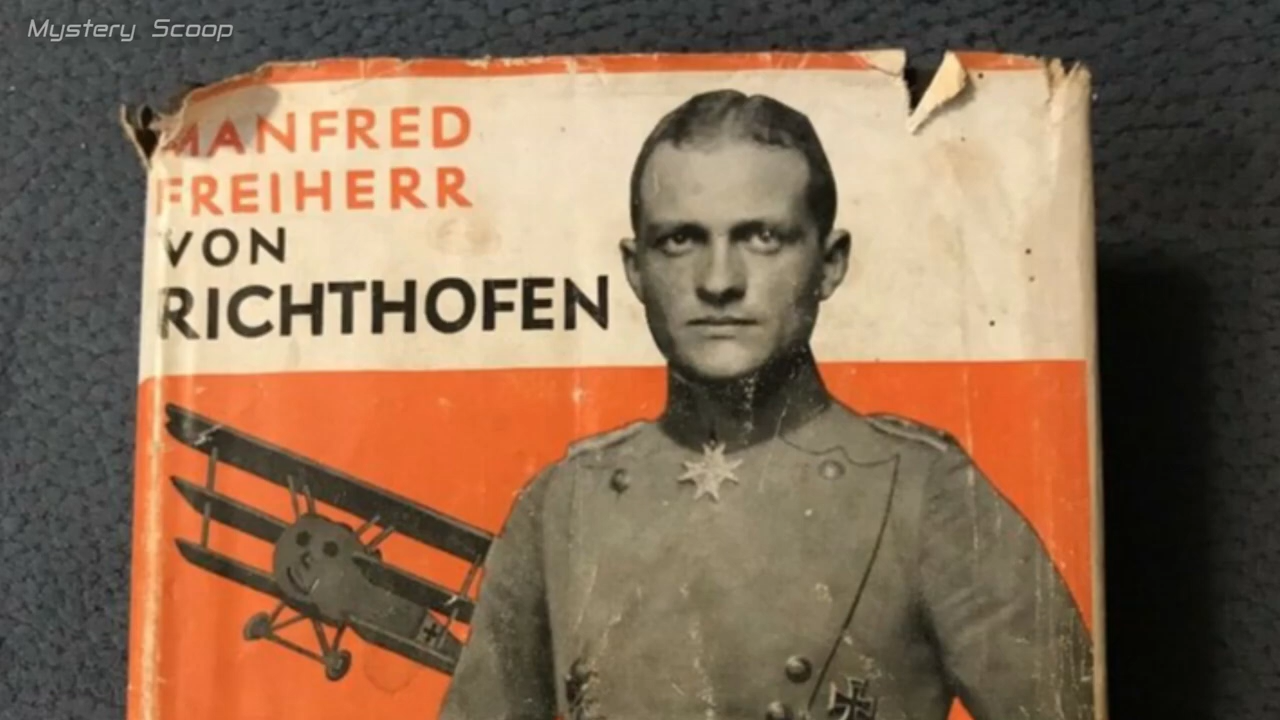 Mystery Scoop
MANFRED
FREIHERR
VON
RICHTHOFEN